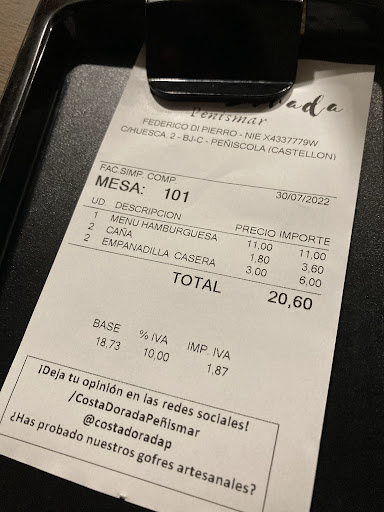 Peñismar
FEDERICO DI PIERRO - NIE X4337779W
C/HUESCA 2 - BJ-C - PEÑISCOLA (CASTELLON)
FAC.SIMP. COMP 30/07/2022
MESA: 101
UD. DESCRIPCION PRECIO IMPORTE
1 MENU HAMBURGUESA 11,00 11,00
2 CAÑA 1,80 3,60
2 EMPANADILLA CASERA 3,00 6,00
TOTAL 20,60
BASE % IVA IMP. IVA
18,73 10,00 1,87
¡Deja tu opinión en las redes sociales!
/CostaDoradaPeñismar
@costadoradap
¿Has probado nuestros gofres artesanales?